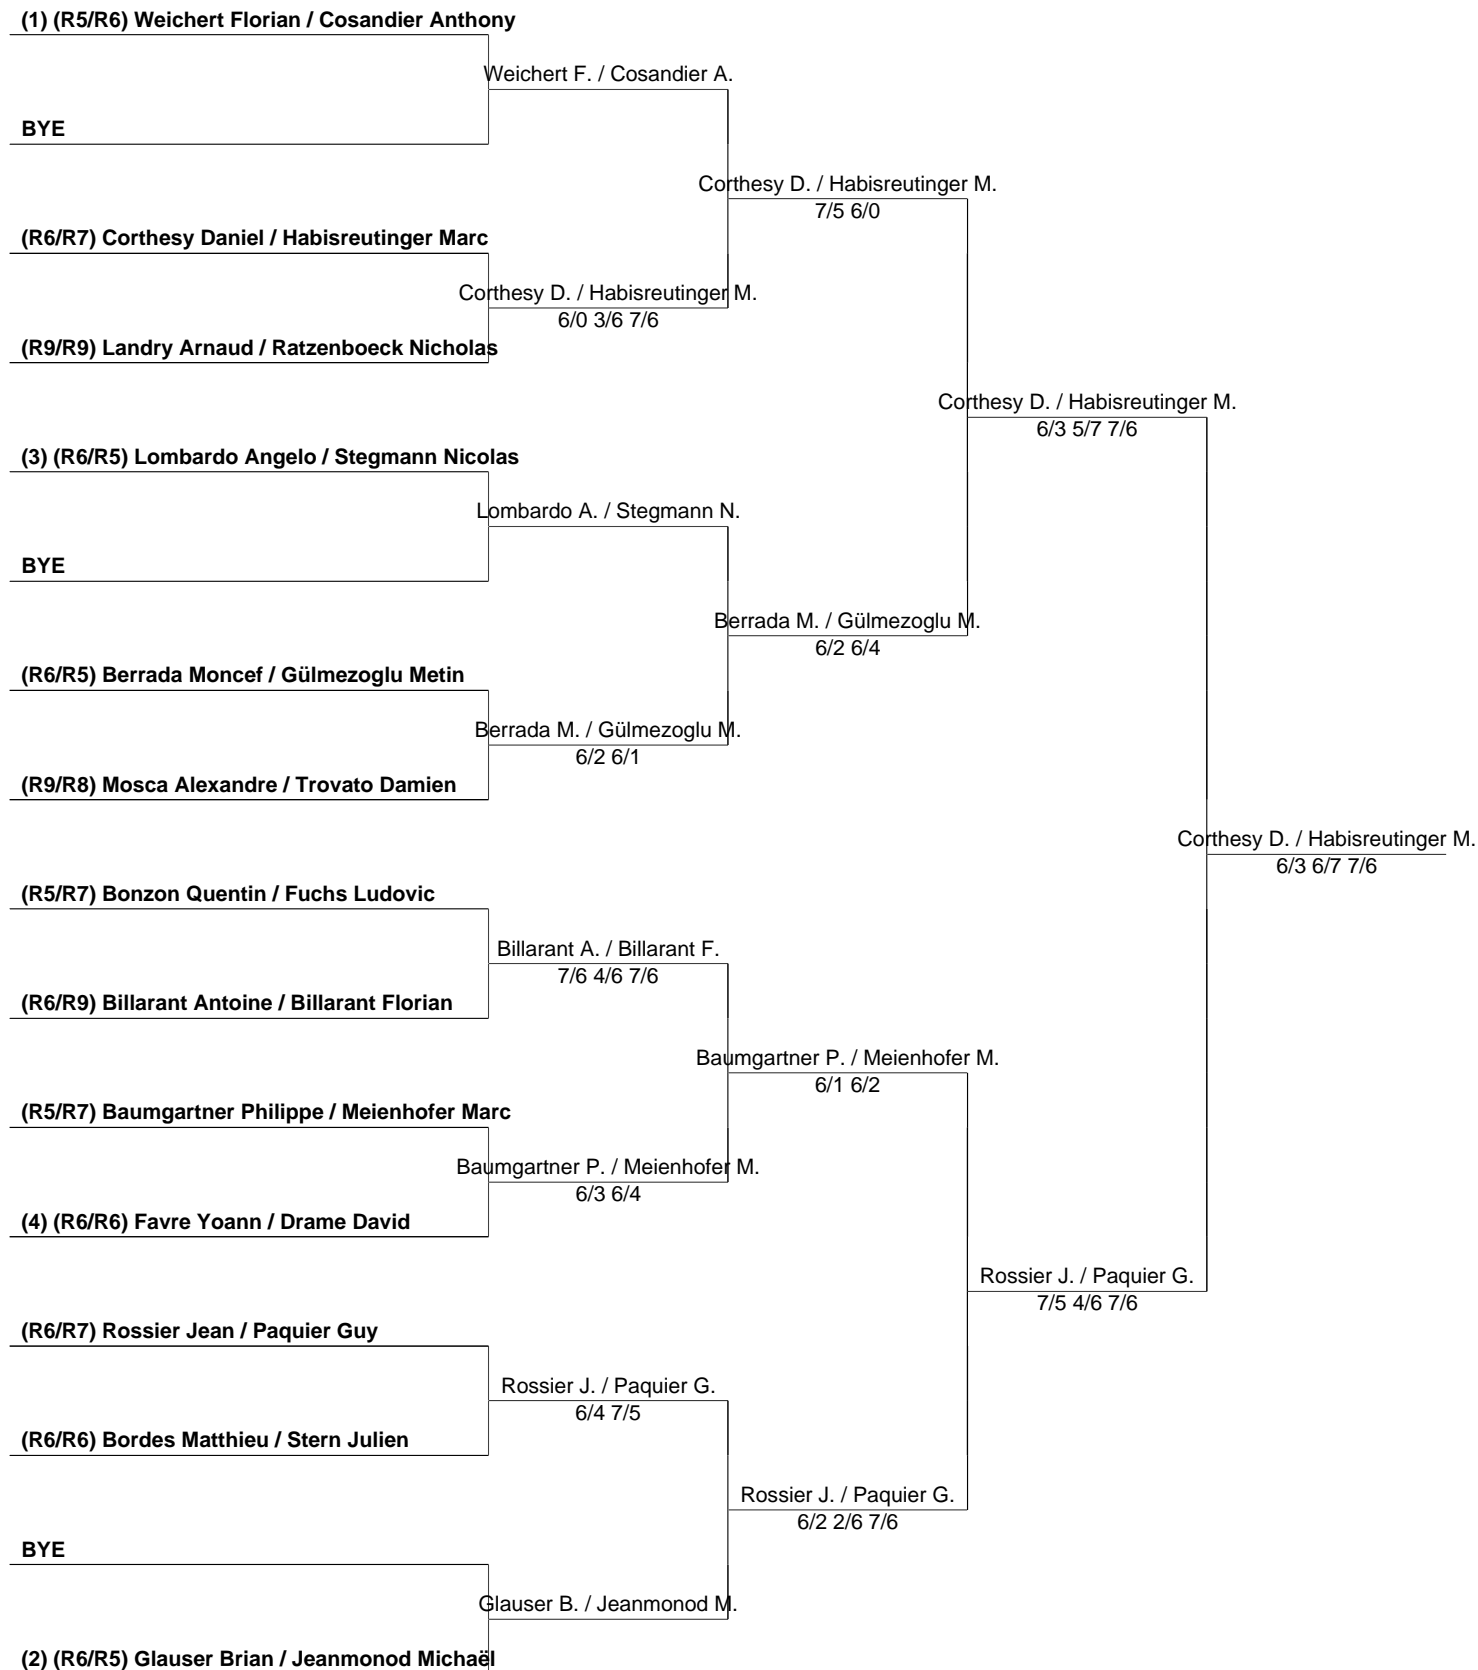 (1) (R5/R6) Weichert Florian / Cosandier Anthony
Weichert F. / Cosandier A.
BYE
Corthesy D. / Habisreutinger M.
7/5 6/0
(R6/R7) Corthesy Daniel / Habisreutinger Marc
Corthesy D. / Habisreutinger M.
6/0 3/6 7/6
(R9/R9) Landry Arnaud / Ratzenboeck Nicholas
Corthesy D. / Habisreutinger M.
6/3 5/7 7/6
(3) (R6/R5) Lombardo Angelo / Stegmann Nicolas
Lombardo A. / Stegmann N.
BYE
Berrada M. / Gülmezoglu M.
6/2 6/4
(R6/R5) Berrada Moncef / Gülmezoglu Metin
Berrada M. / Gülmezoglu M.
6/2 6/1
(R9/R8) Mosca Alexandre / Trovato Damien
Corthesy D. / Habisreutinger M.
6/3 6/7 7/6
(R5/R7) Bonzon Quentin / Fuchs Ludovic
Billarant A. / Billarant F.
7/6 4/6 7/6
(R6/R9) Billarant Antoine / Billarant Florian
Baumgartner P. / Meienhofer M.
6/1 6/2
(R5/R7) Baumgartner Philippe / Meienhofer Marc
Baumgartner P. / Meienhofer M.
6/3 6/4
(4) (R6/R6) Favre Yoann / Drame David
Rossier J. / Paquier G.
7/5 4/6 7/6
(R6/R7) Rossier Jean / Paquier Guy
Rossier J. / Paquier G.
6/4 7/5
(R6/R6) Bordes Matthieu / Stern Julien
Rossier J. / Paquier G.
6/2 2/6 7/6
BYE
Glauser B. / Jeanmonod M.
(2) (R6/R5) Glauser Brian / Jeanmonod Michaël